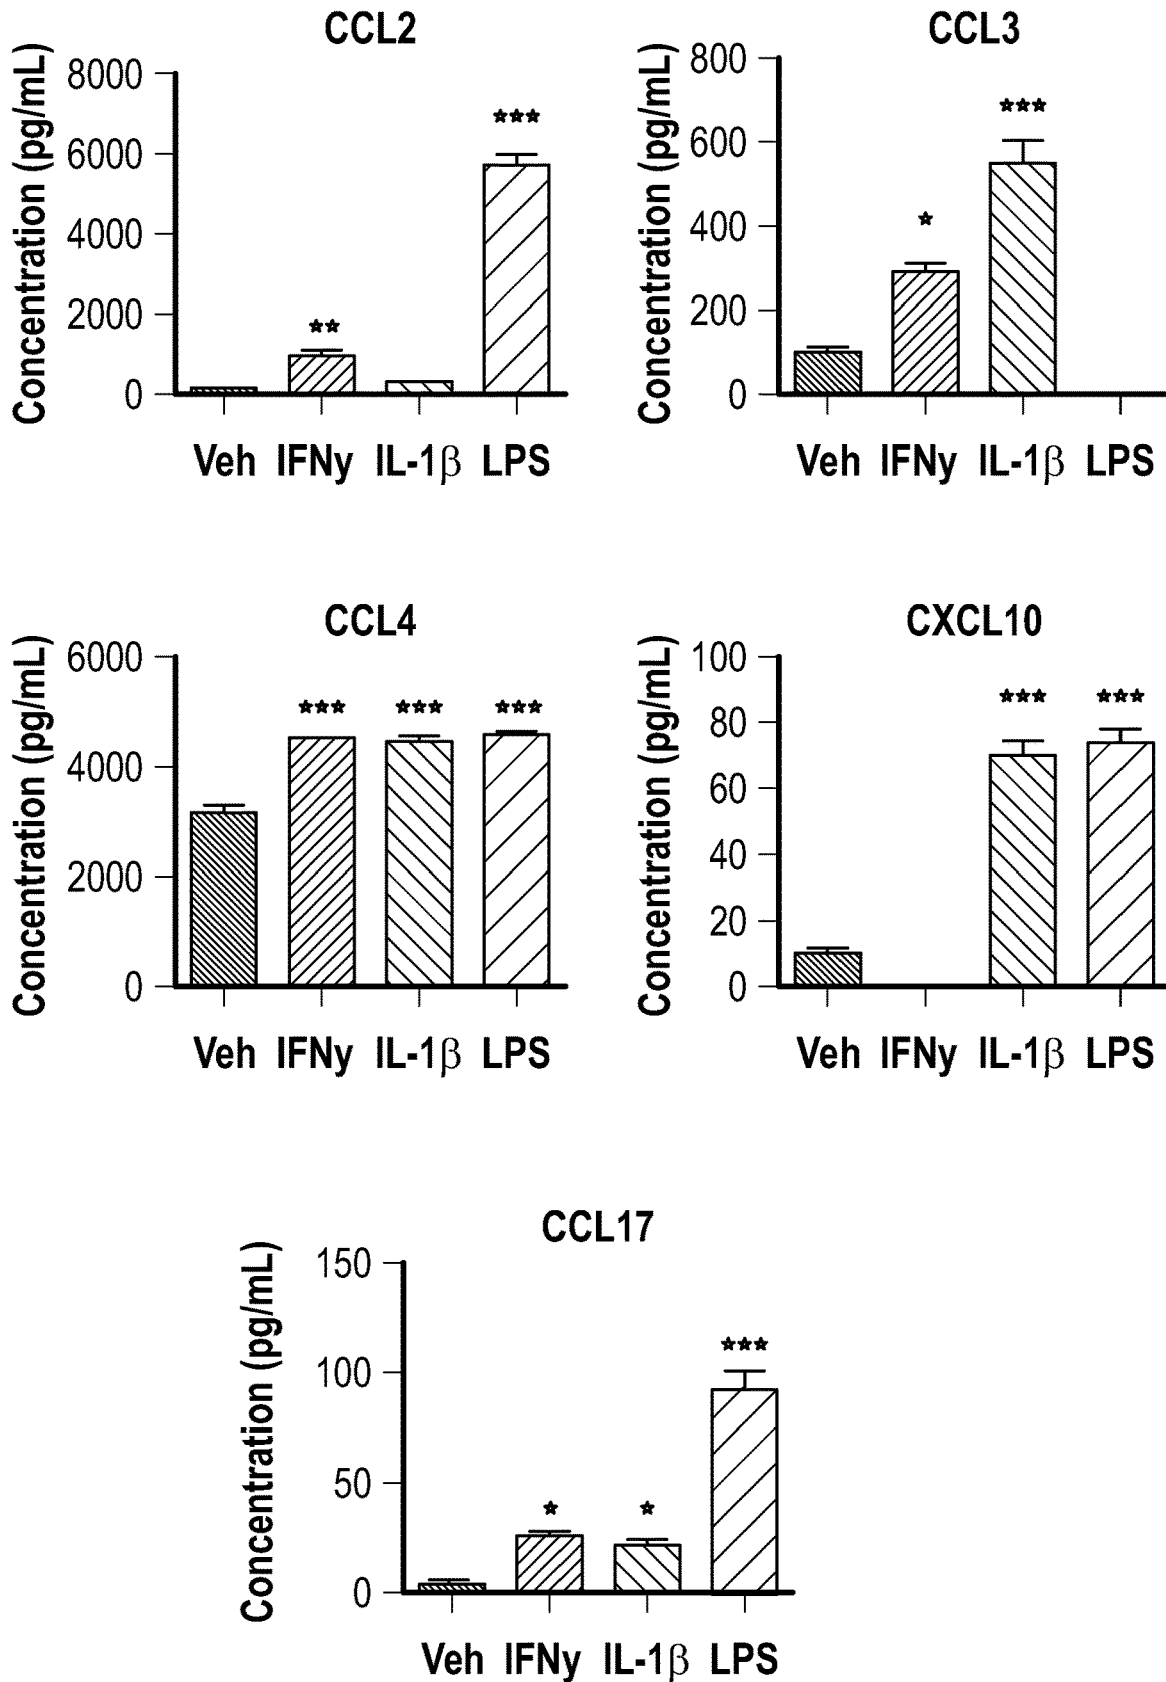 CCL2
Concentration (pg/mL)
8000
6000
4000
2000
0
***
**
Veh IFNy IL-1β LPS
CCL3
Concentration (pg/mL)
800
600
400
200
0
***
*
Veh IFNy IL-1β LPS
CCL4
Concentration (pg/mL)
6000
4000
2000
0
*** *** ***
Veh IFNy IL-1β LPS
CXCL10
Concentration (pg/mL)
100
80
60
40
20
0
*** ***
Veh IFNy IL-1β LPS
CCL17
Concentration (pg/mL)
150
100
50
0
***
* *
Veh IFNy IL-1β LPS